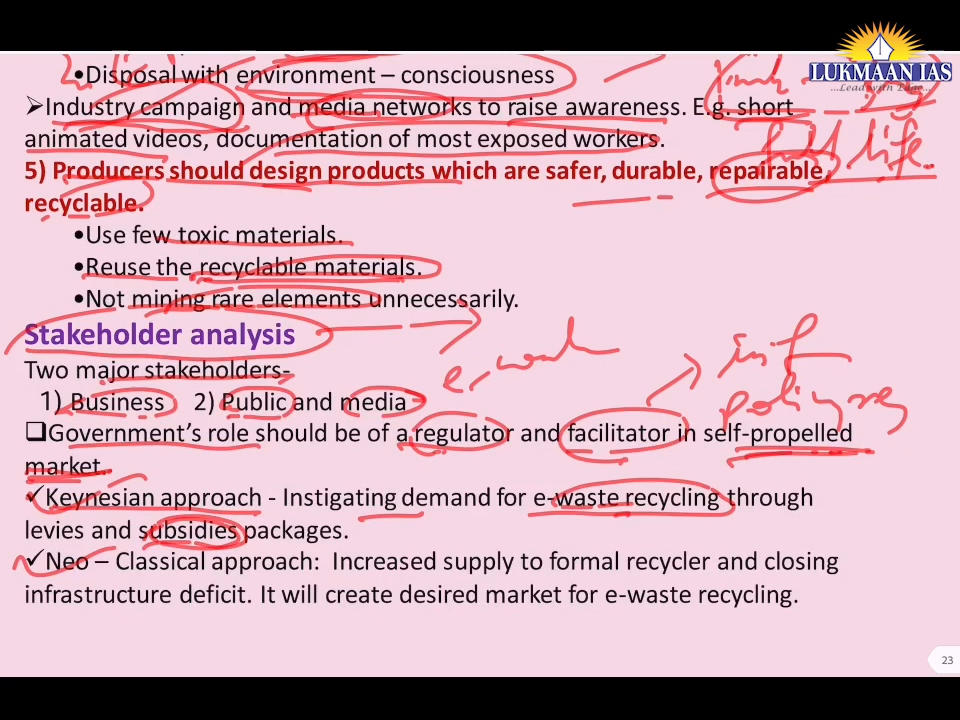 •Disposal with environment – consciousness
LUKMAAN IAS
...Lead with Edge...
➤Industry campaign and media networks to raise awareness. E.g. short
animated videos, documentation of most exposed workers.
full life
5) Producers should design products which are safer, durable, repairable,
recyclable.
•Use few toxic materials.
•Reuse the recyclable materials.
•Not mining rare elements unnecessarily.
Stakeholder analysis
Two major stakeholders-
1) Business 2) Public and media
❑Government's role should be of a regulator and facilitator in self-propelled
market.
✓Keynesian approach - Instigating demand for e-waste recycling through
levies and subsidies packages.
✓Neo – Classical approach: Increased supply to formal recycler and closing
infrastructure deficit. It will create desired market for e-waste recycling.
23